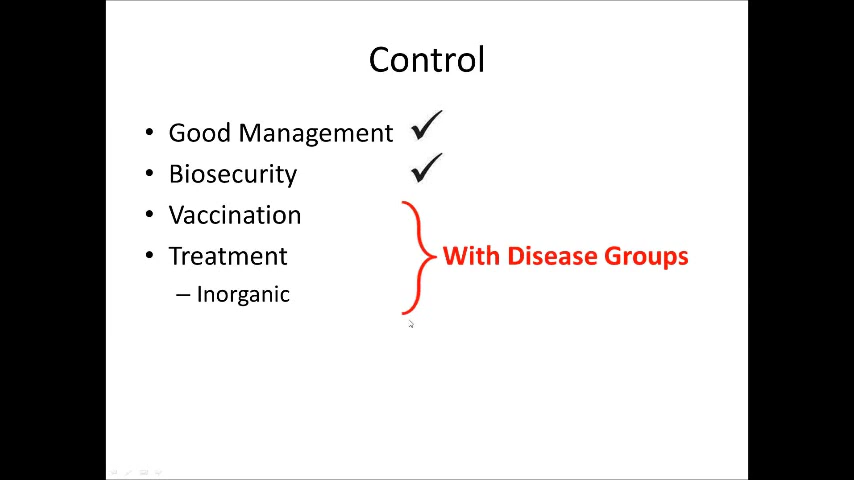 Control
• Good Management ✓
• Biosecurity ✓
• Vaccination
• Treatment
With Disease Groups
– Inorganic